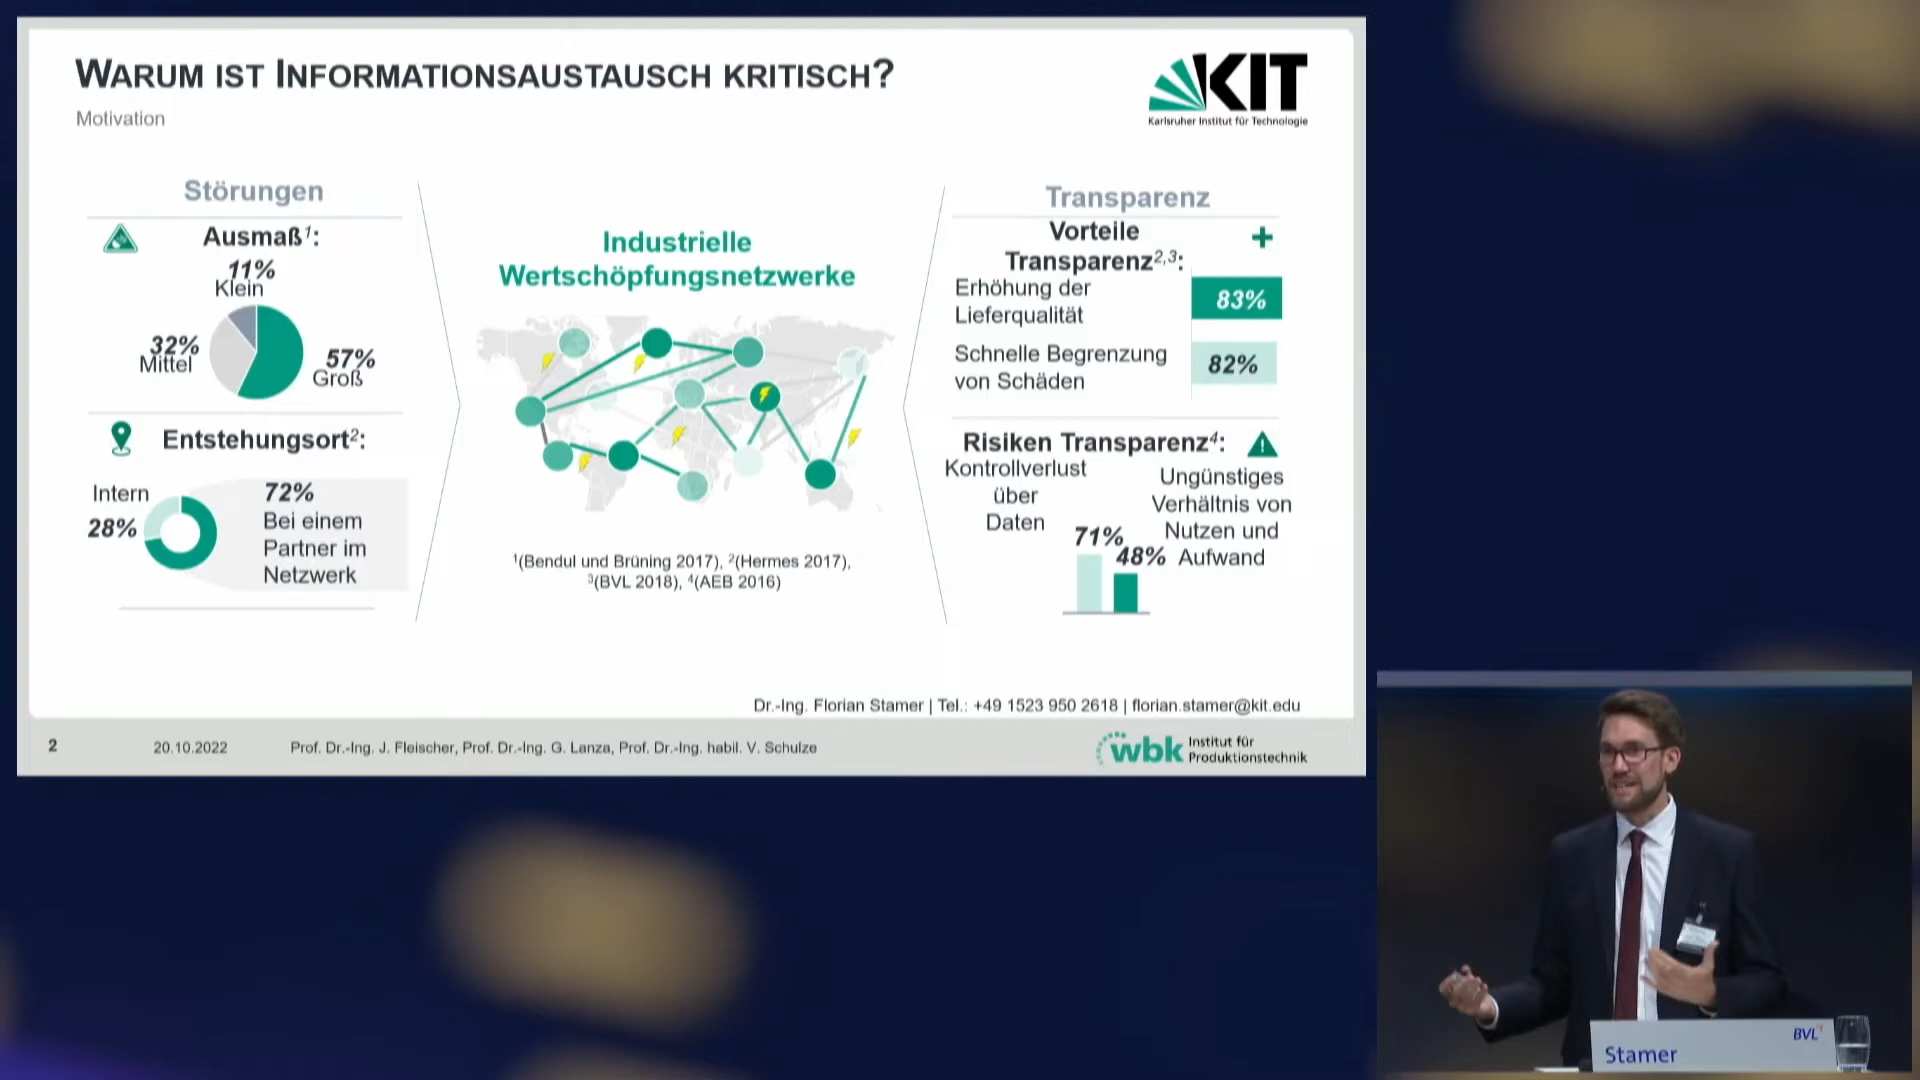 WARUM IST INFORMATIONSAUSTAUSCH KRITISCH?
Motivation
KIT
Karlsruher Institut für Technologie
Störungen
Ausmaß¹:
11%
Klein
32%
Mittel
57%
Groß
Entstehungsort²:
Intern
28%
72%
Bei einem
Partner im
Netzwerk
Industrielle
Wertschöpfungsnetzwerke
¹(Bendul und Brüning 2017), ²(Hermes 2017),
³(BVL 2018), ⁴(AEB 2016)
Transparenz
Vorteile
Transparenz²,³:
Erhöhung der
Lieferqualität
83%
Schnelle Begrenzung
von Schäden
82%
Risiken Transparenz⁴:
Kontrollverlust
über
Daten
71%
Ungünstiges
Verhältnis von
Nutzen und
Aufwand
48%
Dr.-Ing. Florian Stamer | Tel.: +49 1523 950 2618 | florian.stamer@kit.edu
2
20.10.2022
Prof. Dr.-Ing. J. Fleischer, Prof. Dr.-Ing. G. Lanza, Prof. Dr.-Ing. habil. V. Schulze
wbk
Institut für
Produktionstechnik
BVL
Stamer